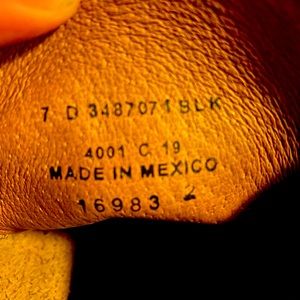 7 D 3487071 BLK
4001 C 19
MADE IN MEXICO
16983 2